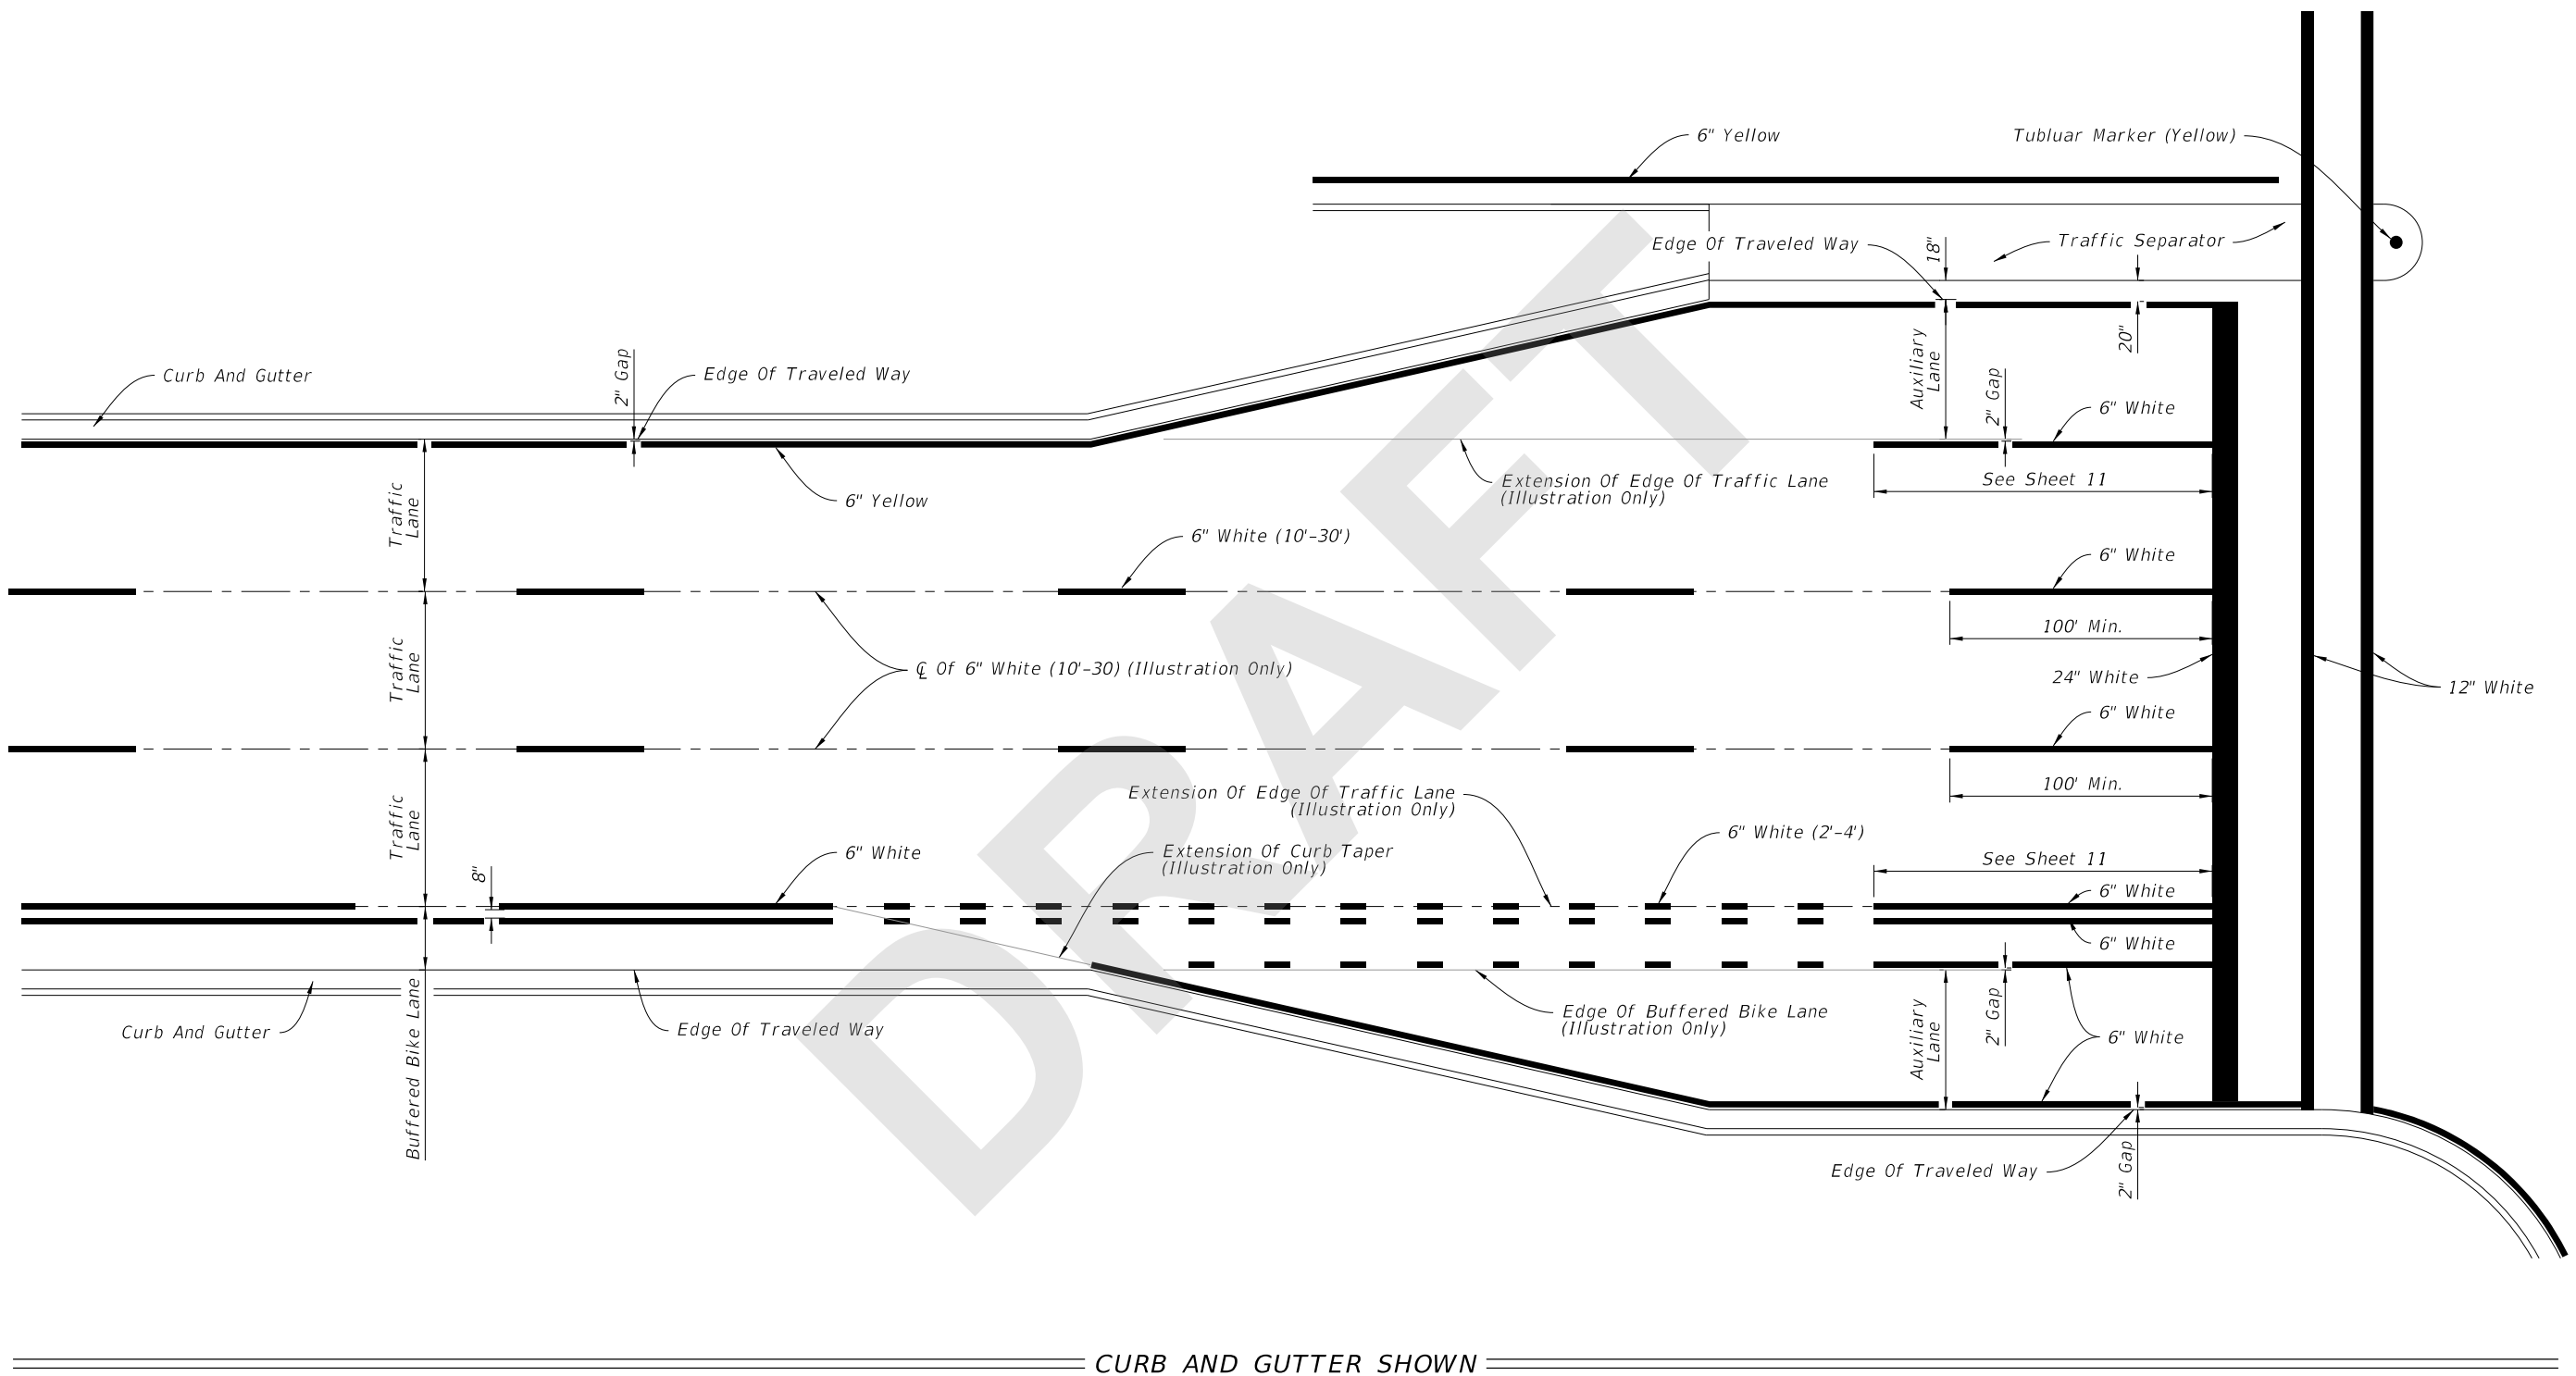 6" Yellow
Tubluar Marker (Yellow)
Edge Of Traveled Way
18"
Traffic Separator
20"
Curb And Gutter
2" Gap
Edge Of Traveled Way
Auxiliary
Lane
2" Gap
6" White
6" Yellow
Extension Of Edge Of Traffic Lane
(Illustration Only)
See Sheet 11
Traffic
Lane
6" White (10'-30')
6" White
100' Min.
Traffic
Lane
℄ Of 6" White (10'-30) (Illustration Only)
24" White
12" White
6" White
100' Min.
Traffic
Lane
Extension Of Edge Of Traffic Lane
(Illustration Only)
6" White (2'-4')
8"
6" White
Extension Of Curb Taper
(Illustration Only)
See Sheet 11
6" White
6" White
Curb And Gutter
Buffered Bike Lane
Edge Of Traveled Way
Edge Of Buffered Bike Lane
(Illustration Only)
Auxiliary
Lane
2" Gap
6" White
Edge Of Traveled Way
2" Gap
DRAFT
CURB AND GUTTER SHOWN